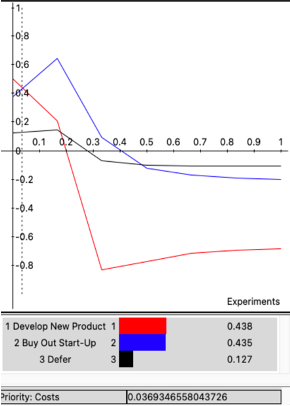 1
0.8
0.6
0.4
0.2
0.1 0.2 0.3 0.4 0.5 0.6 0.7 0.8 0.9 1
0
-0.2
-0.4
-0.6
-0.8
Experiments
1 Develop New Product 1 0.438
2 Buy Out Start-Up 2 0.435
3 Defer 3 0.127
Priority: Costs 0.0369346558043726